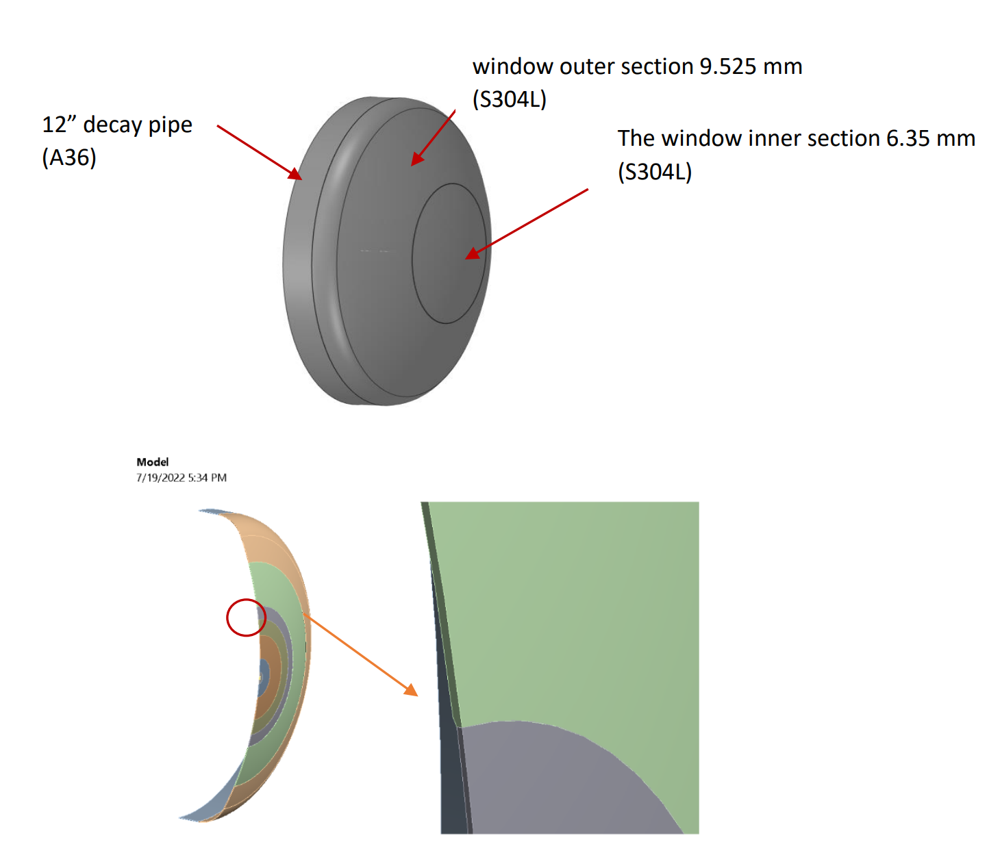 window outer section 9.525 mm
(S304L)
12” decay pipe
(A36)
The window inner section 6.35 mm
(S304L)
Model
7/19/2022 5:34 PM